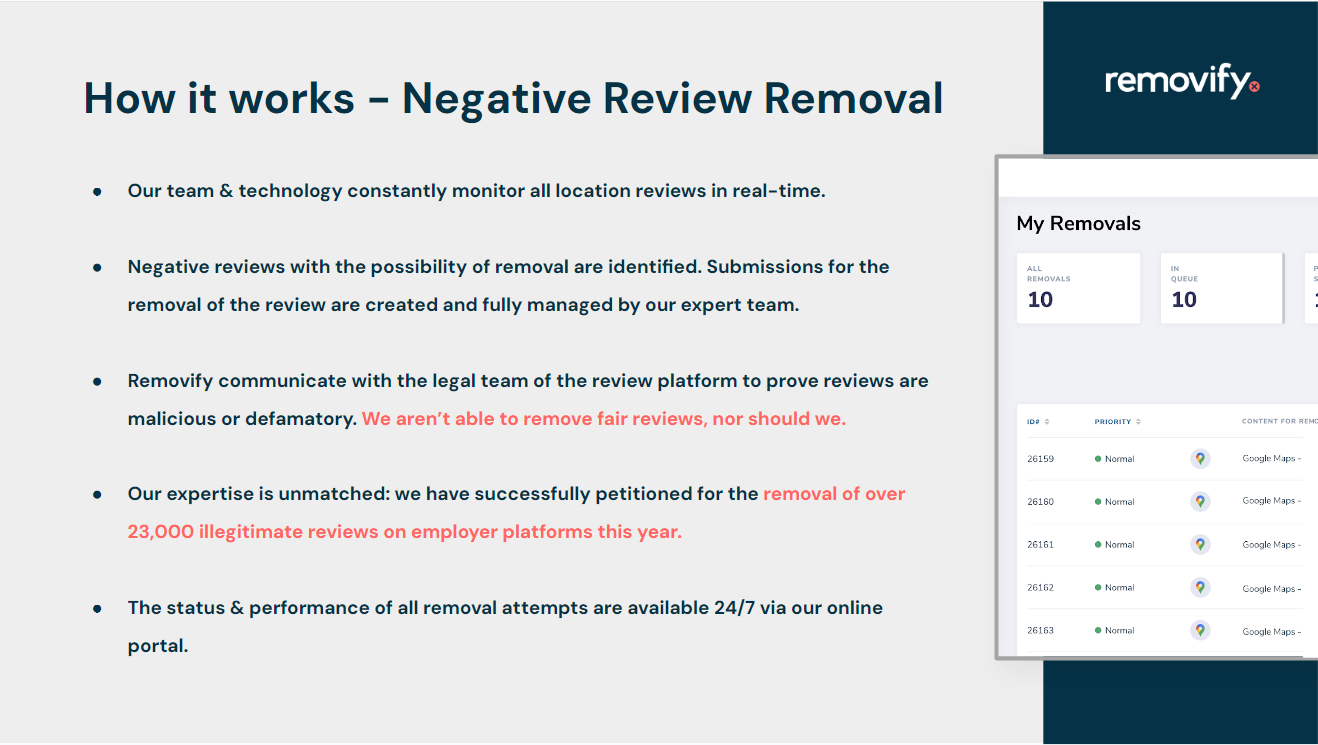 How it works – Negative Review Removal
removify
● Our team & technology constantly monitor all location reviews in real-time.
● Negative reviews with the possibility of removal are identified. Submissions for the
removal of the review are created and fully managed by our expert team.
● Removify communicate with the legal team of the review platform to prove reviews are
malicious or defamatory. We aren't able to remove fair reviews, nor should we.
● Our expertise is unmatched: we have successfully petitioned for the removal of over
23,000 illegitimate reviews on employer platforms this year.
● The status & performance of all removal attempts are available 24/7 via our online
portal.
My Removals
ALL
REMOVALS
10
IN
QUEUE
10
ID# PRIORITY CONTENT FOR
26159 Normal Google Maps -
26160 Normal Google Maps -
26161 Normal Google Maps -
26162 Normal Google Maps -
26163 Normal Google Maps -